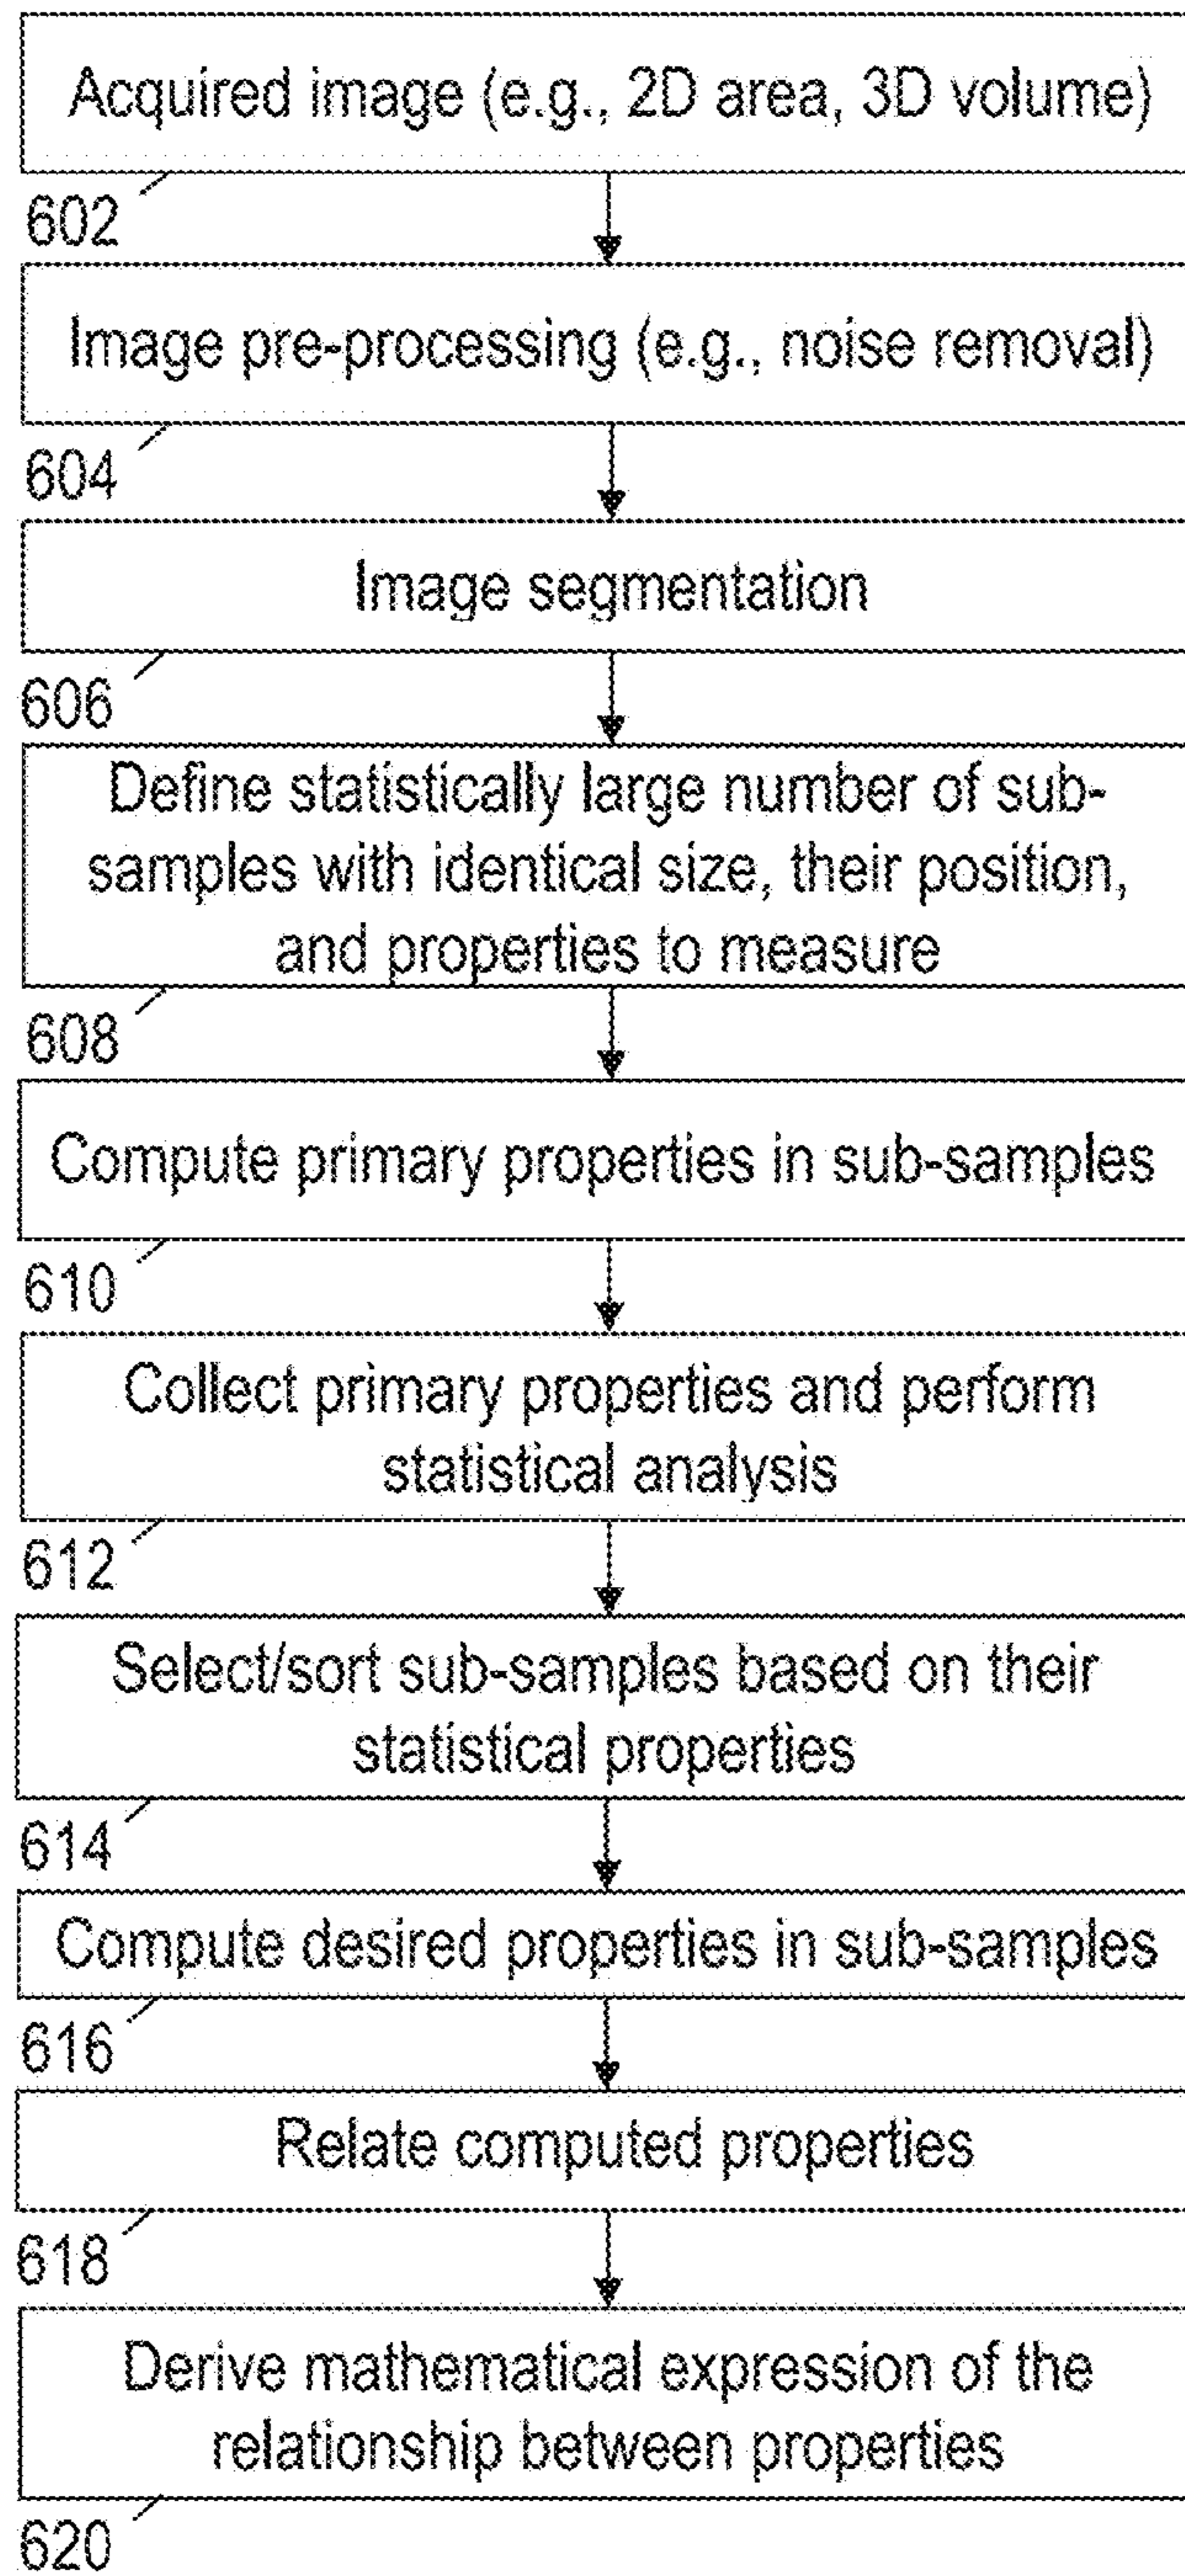 Acquired image (e.g., 2D area, 3D volume)
602
Image pre-processing (e.g., noise removal)
604
Image segmentation
606
Define statistically large number of sub-
samples with identical size, their position,
and properties to measure
608
Compute primary properties in sub-samples
610
Collect primary properties and perform
statistical analysis
612
Select/sort sub-samples based on their
statistical properties
614
Compute desired properties in sub-samples
616
Relate computed properties
618
Derive mathematical expression of the
relationship between properties
620